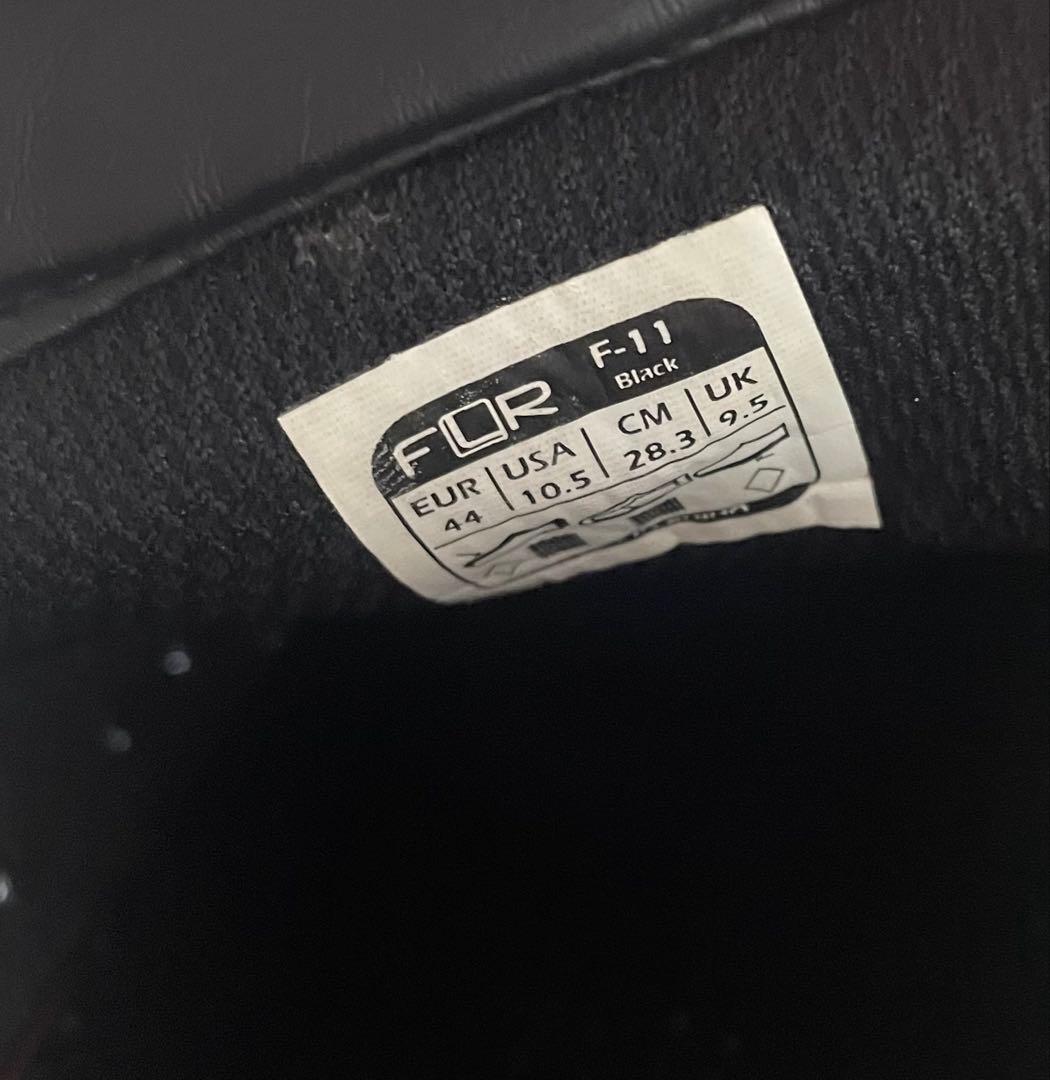 FLR F-11
Black
EUR USA CM UK
44 10.5 28.3 9.5